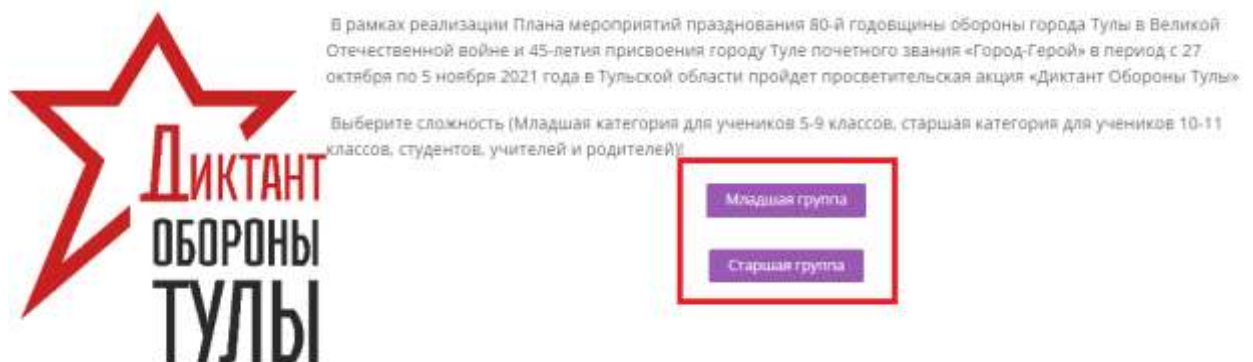 В рамках реализации Плана мероприятий празднования 80-й годовщины обороны города Тулы в Великой
Отечественной войне и 45-летия присвоения городу Туле почетного звания «Город-Герой» в период с 27
октября по 5 ноября 2021 года в Тульской области пройдет просветительская акция «Диктант Обороны Тулы»
Выберите сложность (Младшая категория для учеников 5-9 классов, старшая категория для учеников 10-11
классов, студентов, учителей и родителей)!
Младшая группа
Старшая группа
ДИКТАНТ
ОБОРОНЫ
ТУЛЫ